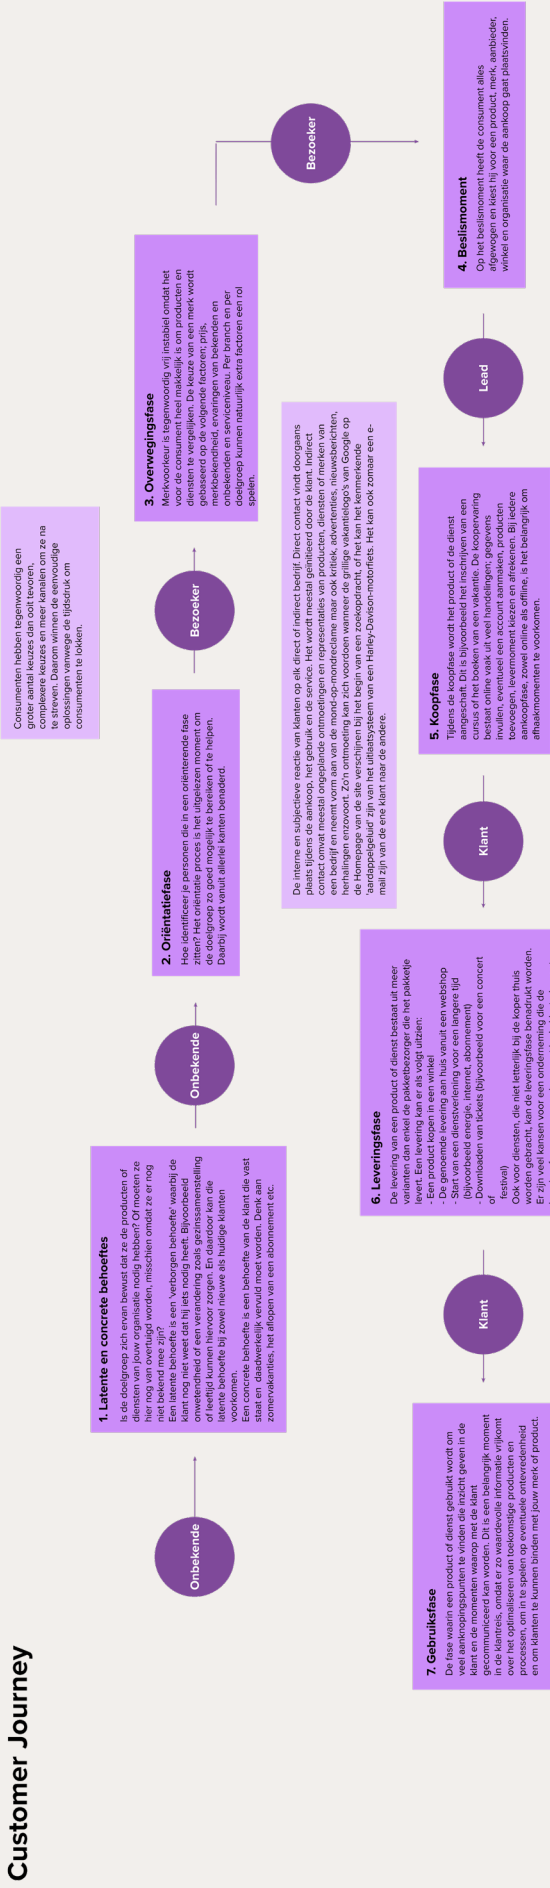 Customer Journey
Consumenten hebben tegenwoordig een
groter aantal keuzes dan ooit tevoren,
complexere keuzes en meer kanalen om ze na
te streven. Daarom winnen de eenvoudige
oplossingen vanwege de tijdsdruk om
consumenten te lokken.
Onbekende
1. Latente en concrete behoeftes
Is de doelgroep zich ervan bewust dat ze de producten of
diensten van jouw organisatie nodig hebben? Of moeten ze
hier nog van overtuigd worden, misschien omdat ze er nog
niet bekend mee zijn?
Een latente behoefte is een 'verborgen behoefte' waarbij de
klant nog niet weet dat hij iets nodig heeft. Bijvoorbeeld
onwetendheid of een verandering zoals gezinssamenstelling
of leeftijd kunnen hiervoor zorgen. En daardoor kan die
latente behoefte bij zowel nieuwe als huidige klanten
voorkomen.
Een concrete behoefte is een behoefte van de klant die vast
staat en daadwerkelijk vervuld moet worden. Denk aan
zomervakanties, het aflopen van een abonnement etc.
Onbekende
2. Oriëntatiefase
Hoe identificeer je personen die in een oriënterende fase
zitten? Het oriëntatie proces is het uitgelezen moment om
de doelgroep zo goed mogelijk te bereiken of te helpen.
Daarbij wordt vanuit allerlei kanten benaderd.
Bezoeker
3. Overwegingsfase
Merkvoorkeur is tegenwoordig vrij instabiel omdat het
voor de consument heel makkelijk is om producten en
diensten te vergelijken. De keuze van een merk wordt
gebaseerd op de volgende factoren; prijs,
merkbekendheid, ervaringen van bekenden en
onbekenden en serviceniveau. Per branch en per
doelgroep kunnen natuurlijk extra factoren een rol
spelen.
Bezoeker
De interne en subjectieve reactie van klanten op elk direct of indirect bedrijf. Direct contact vindt doorgaans
plaats tijdens de aankoop, het gebruik en de service. Het wordt meestal geïnitieerd door de klant. Indirect
contact omvat meestal ongeplande ontmoetingen en representaties van producten, diensten of merken van
een bedrijf en neemt vorm aan van de mond-op-mondreclame maar ook kritiek, advertenties, nieuwsberichten,
herhalingen enzovoort. Zo'n ontmoeting kan zich voordoen wanneer de grillige vakantielogo's van Google op
de Homepage van de site verschijnen bij het begin van een zoekopdracht, of het kan het kenmerkende
'aardappelgeluid' zijn van het uitlaatsysteem van een Harley-Davison-motorfiets. Het kan ook zomaar een e-
mail zijn van de ene klant naar de andere.
4. Beslismoment
Op het beslismoment heeft de consument alles
afgewogen en kiest hij voor een product, merk, aanbieder,
winkel en organisatie waar de aankoop gaat plaatsvinden.
Lead
5. Koopfase
Tijdens de koopfase wordt het product of de dienst
aangeschaft. Dit is bijvoorbeeld het inschrijven van een
cursus of het boeken van een vakantie. De koopervaring
bestaat online vaak uit veel handelingen; gegevens
invullen, eventueel een account aanmaken, producten
toevoegen, levermoment kiezen en afrekenen. Bij iedere
aankoopfase, zowel online als offline, is het belangrijk om
afhaakmomenten te voorkomen.
Klant
6. Leveringsfase
De levering van een product of dienst bestaat uit meer
varianten dan enkel de pakketbezorger die het pakketje
levert. Een levering kan er als volgt uitzien:
- Een product kopen in een winkel
- De genoemde levering aan huis vanuit een webshop
- Start van een dienstverlening voor een langere tijd
(bijvoorbeeld energie, internet, abonnement)
- Downloaden van tickets (bijvoorbeeld voor een concert
of
festival)
Ook voor diensten, die niet letterlijk bij de koper thuis
worden gebracht, kan de leveringsfase benadrukt worden.
Er zijn veel kansen voor een onderneming die de
Klant
7. Gebruiksfase
De fase waarin een product of dienst gebruikt wordt om
veel aanknopingspunten te vinden die inzicht geven in de
klant en de momenten waarop met de klant
gecommuniceerd kan worden. Dit is een belangrijk moment
in de klantreis, omdat er zo waardevolle informatie vrijkomt
over het optimaliseren van toekomstige producten en
processen, om in te spelen op eventuele ontevredenheid
en om klanten te kunnen binden met jouw merk of product.